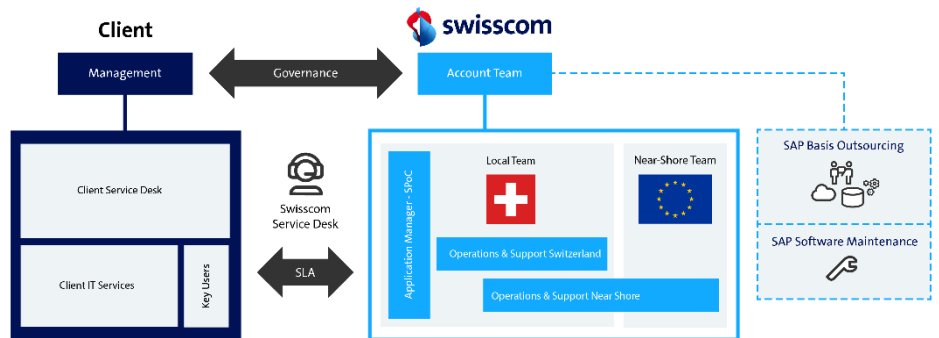 Client
swisscom
Management
Governance
Account Team
Client Service Desk
Swisscom
Service Desk
Application Manager - SPoC
Local Team
Near-Shore Team
SAP Basis Outsourcing
Operations & Support Switzerland
SAP Software Maintenance
Client IT Services
Key Users
SLA
Operations & Support Near Shore